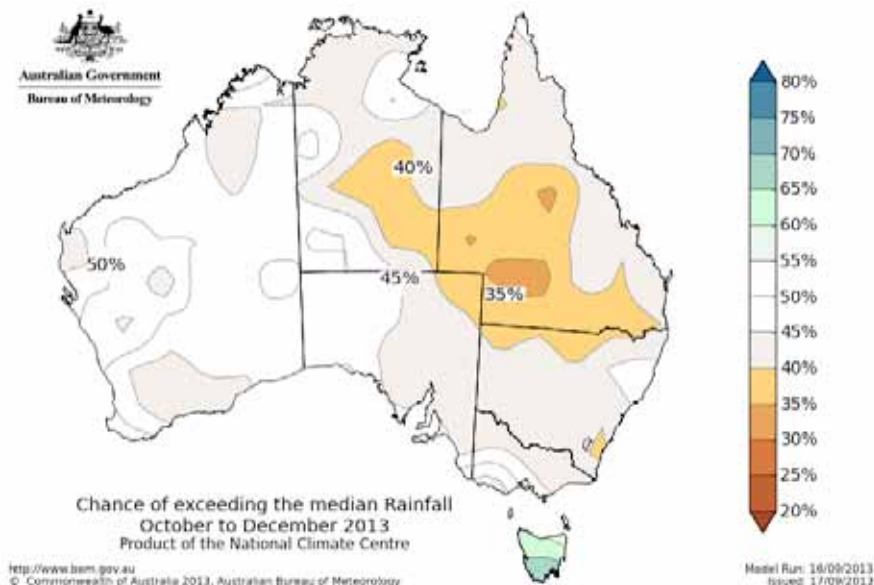 Australian Government
Bureau of Meteorology
40%
50%
45%
35%
80%
75%
70%
65%
60%
55%
50%
45%
40%
35%
30%
25%
20%
Chance of exceeding the median Rainfall
October to December 2013
Product of the National Climate Centre
http://www.bom.gov.au
© Commonwealth of Australia 2013, Australian Bureau of Meteorology
Model Run: 16/09/2013
Issued: 17/09/2013